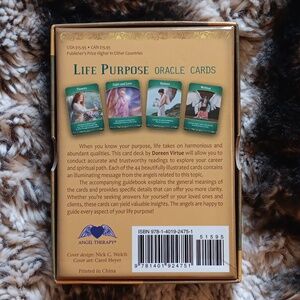 USA $15.95 • CAN $15.95
Publisher's Price Higher in Other Countries
LIFE PURPOSE ORACLE CARDS
When you know your purpose, life takes on harmonious and
abundant qualities. This card deck by Doreen Virtue will allow you to
conduct accurate and trustworthy readings to explore your career
and spiritual path. Each of the 44 beautifully illustrated cards contains
an illuminating message from the angels related to this topic.
The accompanying guidebook explains the general meanings of
the cards and provides specific details that can offer you more clarity.
Whether you're seeking answers for yourself or your loved ones and
clients, these cards can yield valuable insights. The angels are happy to
guide every aspect of your life purpose!
ANGEL THERAPY®
Cover design: Nick C. Welch
Cover art: Carol Heyer
Printed in China
ISBN 978-1-4019-2475-1
51595
9 781401 924751